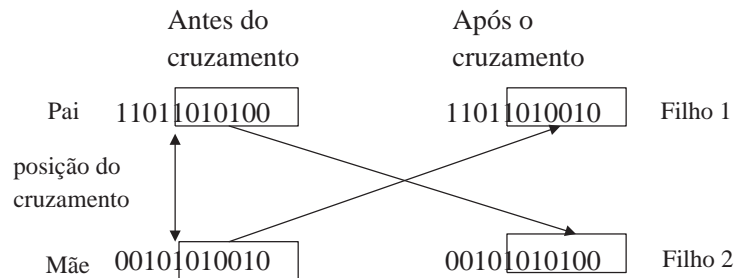 Antes do
cruzamento
Após o
cruzamento
Pai 11011010100 11011010010 Filho 1
posição do
cruzamento
Mãe 00101010010 00101010100 Filho 2